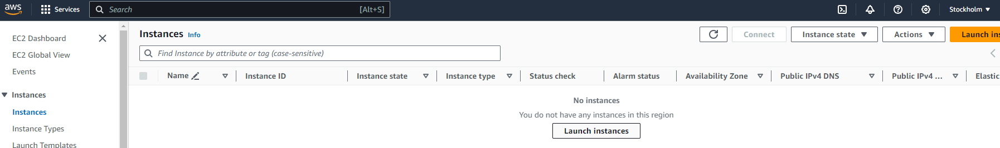 aws Services Search [Alt+S] Stockholm
EC2 Dashboard
EC2 Global View
Events
Instances
Instances
Instance Types
Launch Templates
Instances Info Connect Instance state Actions Launch ins
Find Instance by attribute or tag (case-sensitive)
Name Instance ID Instance state Instance type Status check Alarm status Availability Zone Public IPv4 DNS Public IPv4 ... Elastic
No instances
You do not have any instances in this region
Launch instances